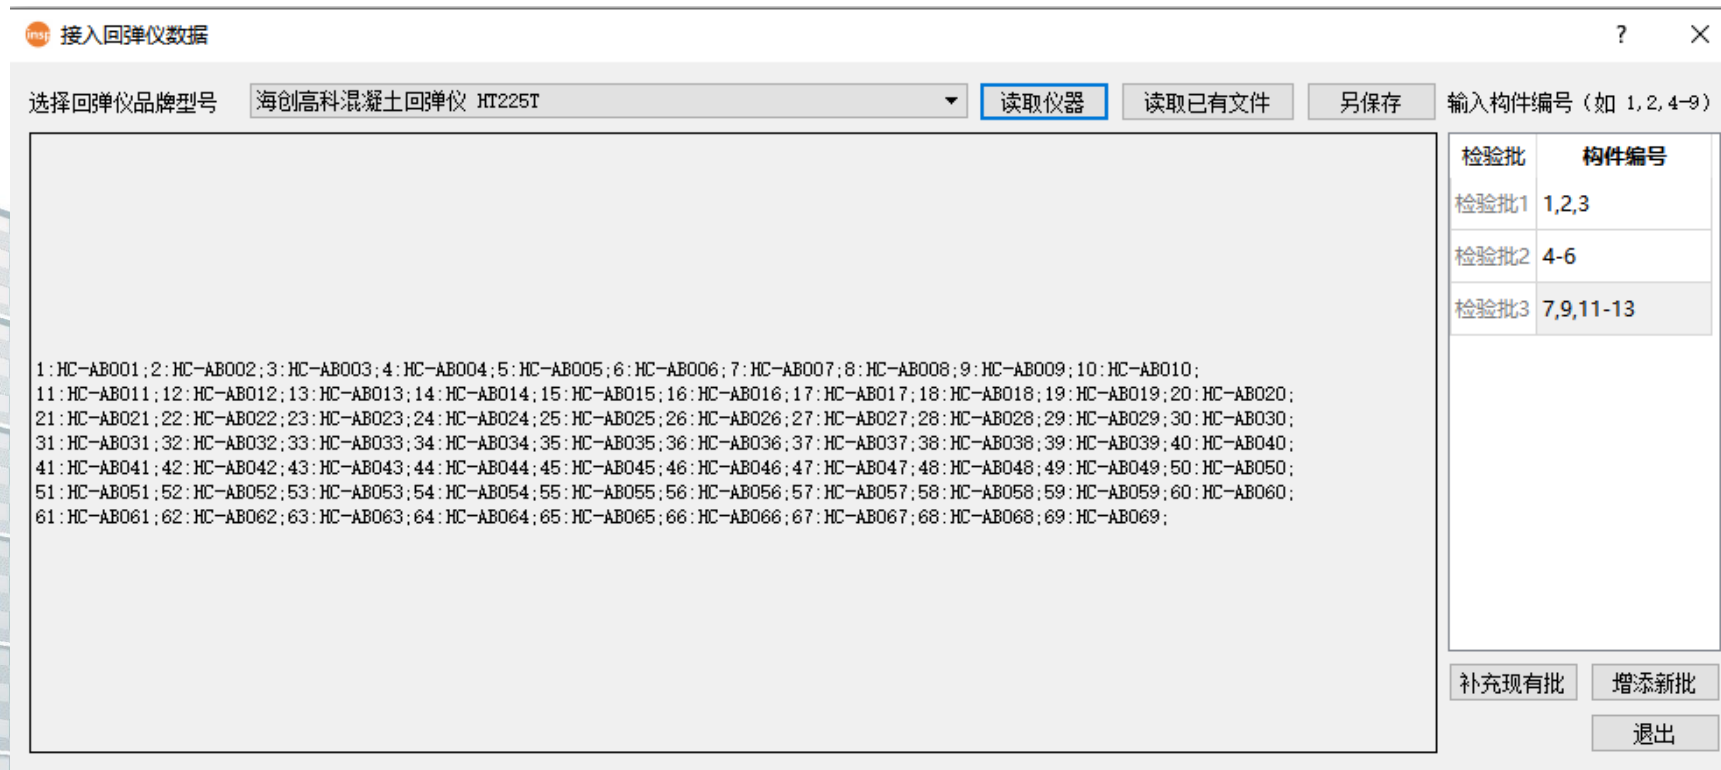 insp 接入回弹仪数据 ?
选择回弹仪品牌型号 海创高科混凝土回弹仪 HT225T 读取仪器 读取已有文件 另保存 输入构件编号 (如 1,2,4-9)
检验批 构件编号
检验批1 1,2,3
检验批2 4-6
检验批3 7,9,11-13
1:HC-AB001;2:HC-AB002;3:HC-AB003;4:HC-AB004;5:HC-AB005;6:HC-AB006;7:HC-AB007;8:HC-AB008;9:HC-AB009;10:HC-AB010;
11:HC-AB011;12:HC-AB012;13:HC-AB013;14:HC-AB014;15:HC-AB015;16:HC-AB016;17:HC-AB017;18:HC-AB018;19:HC-AB019;20:HC-AB020;
21:HC-AB021;22:HC-AB022;23:HC-AB023;24:HC-AB024;25:HC-AB025;26:HC-AB026;27:HC-AB027;28:HC-AB028;29:HC-AB029;30:HC-AB030;
31:HC-AB031;32:HC-AB032;33:HC-AB033;34:HC-AB034;35:HC-AB035;36:HC-AB036;37:HC-AB037;38:HC-AB038;39:HC-AB039;40:HC-AB040;
41:HC-AB041;42:HC-AB042;43:HC-AB043;44:HC-AB044;45:HC-AB045;46:HC-AB046;47:HC-AB047;48:HC-AB048;49:HC-AB049;50:HC-AB050;
51:HC-AB051;52:HC-AB052;53:HC-AB053;54:HC-AB054;55:HC-AB055;56:HC-AB056;57:HC-AB057;58:HC-AB058;59:HC-AB059;60:HC-AB060;
61:HC-AB061;62:HC-AB062;63:HC-AB063;64:HC-AB064;65:HC-AB065;66:HC-AB066;67:HC-AB067;68:HC-AB068;69:HC-AB069;
补充现有批 增添新批
退出